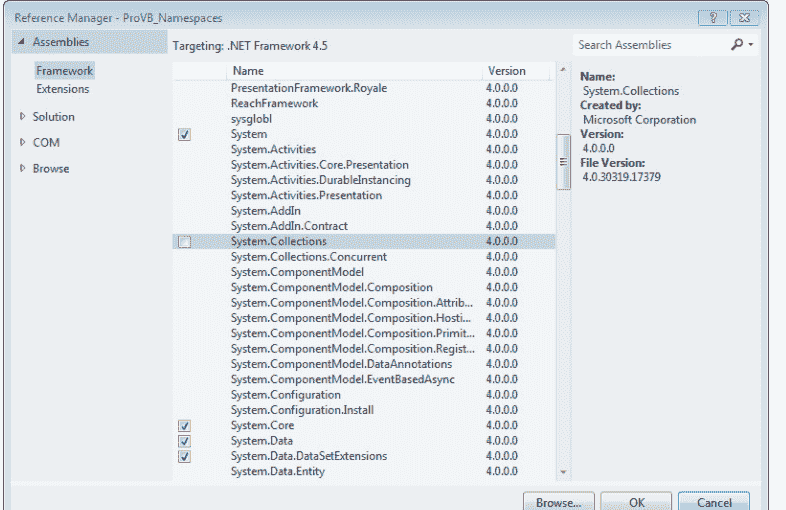 Reference Manager - ProVB_Namespaces
Assemblies
Framework
Extensions
Solution
COM
Browse
Targeting: .NET Framework 4.5
Name Version
PresentationFramework.Royale 4.0.0.0
ReachFramework 4.0.0.0
sysglobl 4.0.0.0
System 4.0.0.0
System.Activities 4.0.0.0
System.Activities.Core.Presentation 4.0.0.0
System.Activities.DurableInstancing 4.0.0.0
System.Activities.Presentation 4.0.0.0
System.AddIn 4.0.0.0
System.AddIn.Contract 4.0.0.0
System.Collections 4.0.0.0
System.Collections.Concurrent 4.0.0.0
System.ComponentModel 4.0.0.0
System.ComponentModel.Composition 4.0.0.0
System.ComponentModel.Composition.Attrib... 4.0.0.0
System.ComponentModel.Composition.Hosti... 4.0.0.0
System.ComponentModel.Composition.Primit... 4.0.0.0
System.ComponentModel.Composition.Regist... 4.0.0.0
System.ComponentModel.DataAnnotations 4.0.0.0
System.ComponentModel.EventBasedAsync 4.0.0.0
System.Configuration 4.0.0.0
System.Configuration.Install 4.0.0.0
System.Core 4.0.0.0
System.Data 4.0.0.0
System.Data.DataSetExtensions 4.0.0.0
System.Data.Entity 4.0.0.0
Search Assemblies
Name:
System.Collections
Created by:
Microsoft Corporation
Version:
4.0.0.0
File Version:
4.0.30319.17379
Browse... OK Cancel